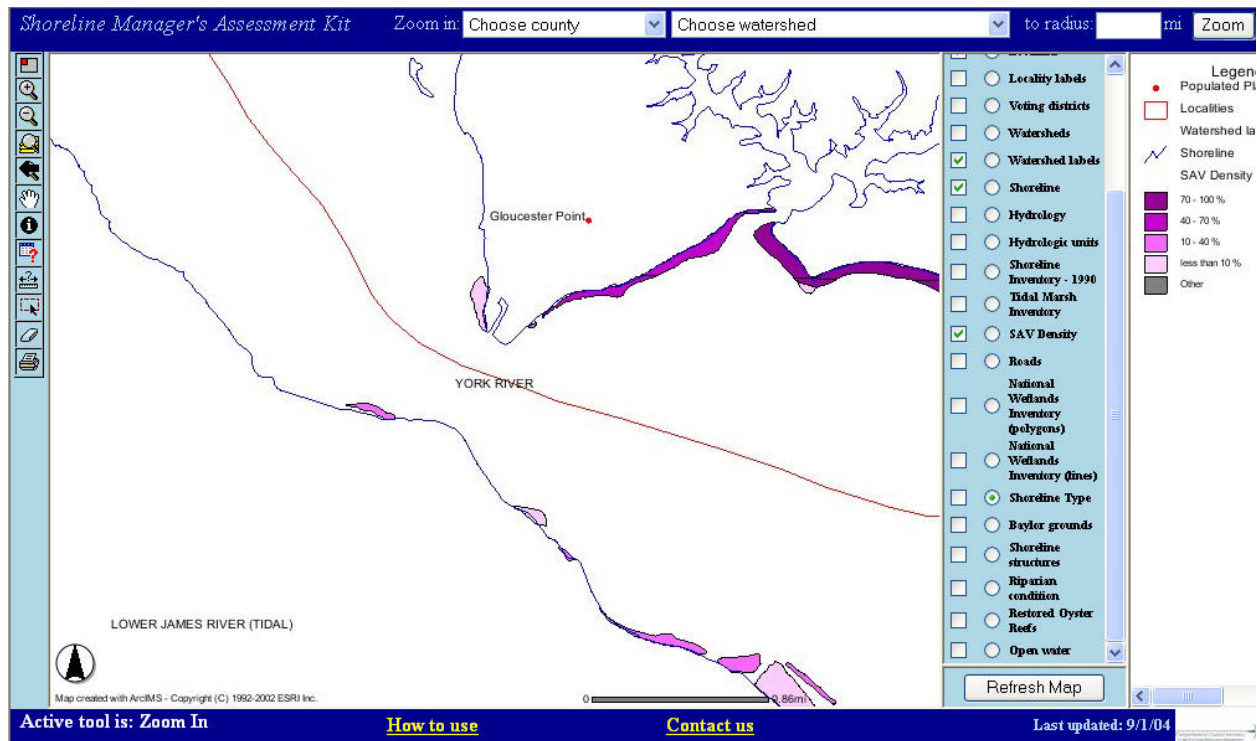 Shoreline Manager's Assessment Kit
Zoom in: Choose county Choose watershed to radius: mi Zoom
Locality labels
Voting districts
Watersheds
Watershed labels
Shoreline
Hydrology
Hydrologic units
Shoreline
Inventory - 1990
Tidal Marsh
Inventory
SAV Density
Roads
National
Wetlands
Inventory
(polygons)
National
Wetlands
Inventory (lines)
Shoreline Type
Baylor grounds
Shoreline
structures
Riparian
condition
Restored Oyster
Reefs
Open water
Refresh Map
Legen
Populated Pl
Localities
Watershed la
Shoreline
SAV Density
70 - 100 %
40 - 70 %
10 - 40 %
less than 10 %
Other
Gloucester Point
YORK RIVER
LOWER JAMES RIVER (TIDAL)
Map created with ArcIMS - Copyright (C) 1992-2002 ESRI Inc.
0 0.86mi
Active tool is: Zoom In
How to use
Contact us
Last updated: 9/1/04